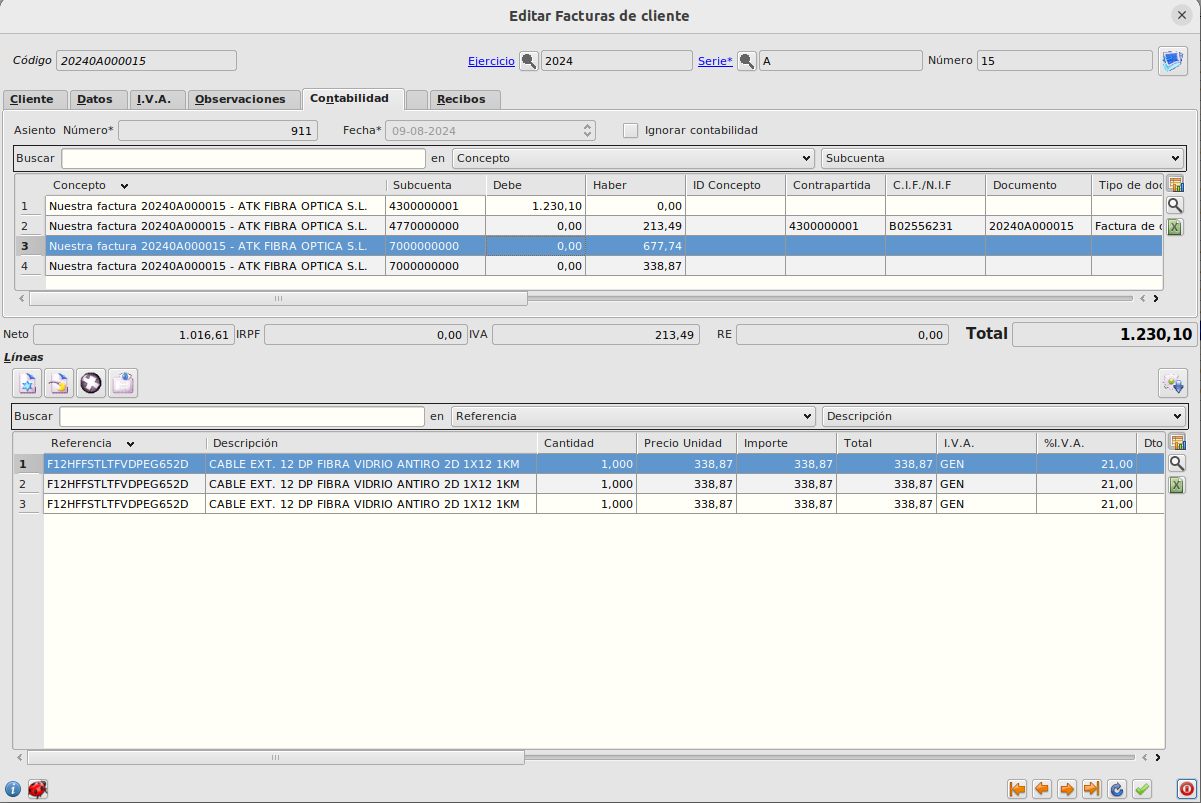 Editar Facturas de cliente
Código 20240A000015 Ejercicio 2024 Serie* A Número 15
Cliente Datos I.V.A. Observaciones Contabilidad Recibos
Asiento Número* 911 Fecha* 09-08-2024 Ignorar contabilidad
Buscar en Concepto Subcuenta
Concepto Subcuenta Debe Haber ID Concepto Contrapartida C.I.F./N.I.F Documento Tipo de doc
1 Nuestra factura 20240A000015 - ATK FIBRA OPTICA S.L. 4300000001 1.230,10 0,00
2 Nuestra factura 20240A000015 - ATK FIBRA OPTICA S.L. 4770000000 0,00 213,49 4300000001 B02556231 20240A000015 Factura de c
3 Nuestra factura 20240A000015 - ATK FIBRA OPTICA S.L. 7000000000 0,00 677,74
4 Nuestra factura 20240A000015 - ATK FIBRA OPTICA S.L. 7000000000 0,00 338,87
Neto 1.016,61 IRPF 0,00 IVA 213,49 RE 0,00 Total 1.230,10
Líneas
Buscar en Referencia Descripción
Referencia Descripción Cantidad Precio Unidad Importe Total I.V.A. %I.V.A. Dto
1 F12HFFSTLTFVDPEG652D CABLE EXT. 12 DP FIBRA VIDRIO ANTIRO 2D 1X12 1KM 1,000 338,87 338,87 338,87 GEN 21,00
2 F12HFFSTLTFVDPEG652D CABLE EXT. 12 DP FIBRA VIDRIO ANTIRO 2D 1X12 1KM 1,000 338,87 338,87 338,87 GEN 21,00
3 F12HFFSTLTFVDPEG652D CABLE EXT. 12 DP FIBRA VIDRIO ANTIRO 2D 1X12 1KM 1,000 338,87 338,87 338,87 GEN 21,00